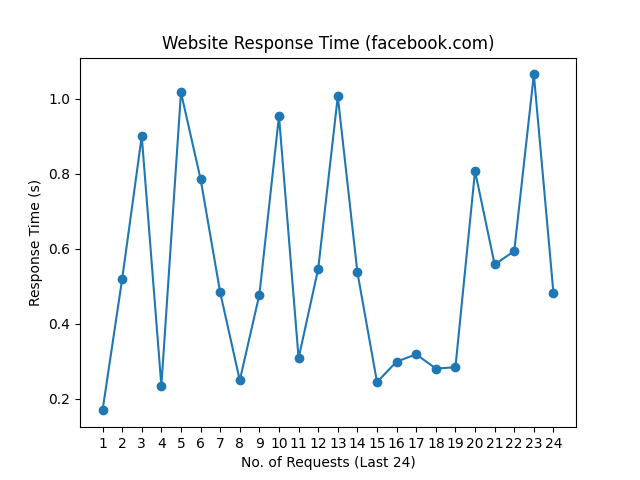 Website Response Time (facebook.com)
Response Time (s)
1.0
0.8
0.6
0.4
0.2
1 2 3 4 5 6 7 8 9 10 11 12 13 14 15 16 17 18 19 20 21 22 23 24
No. of Requests (Last 24)